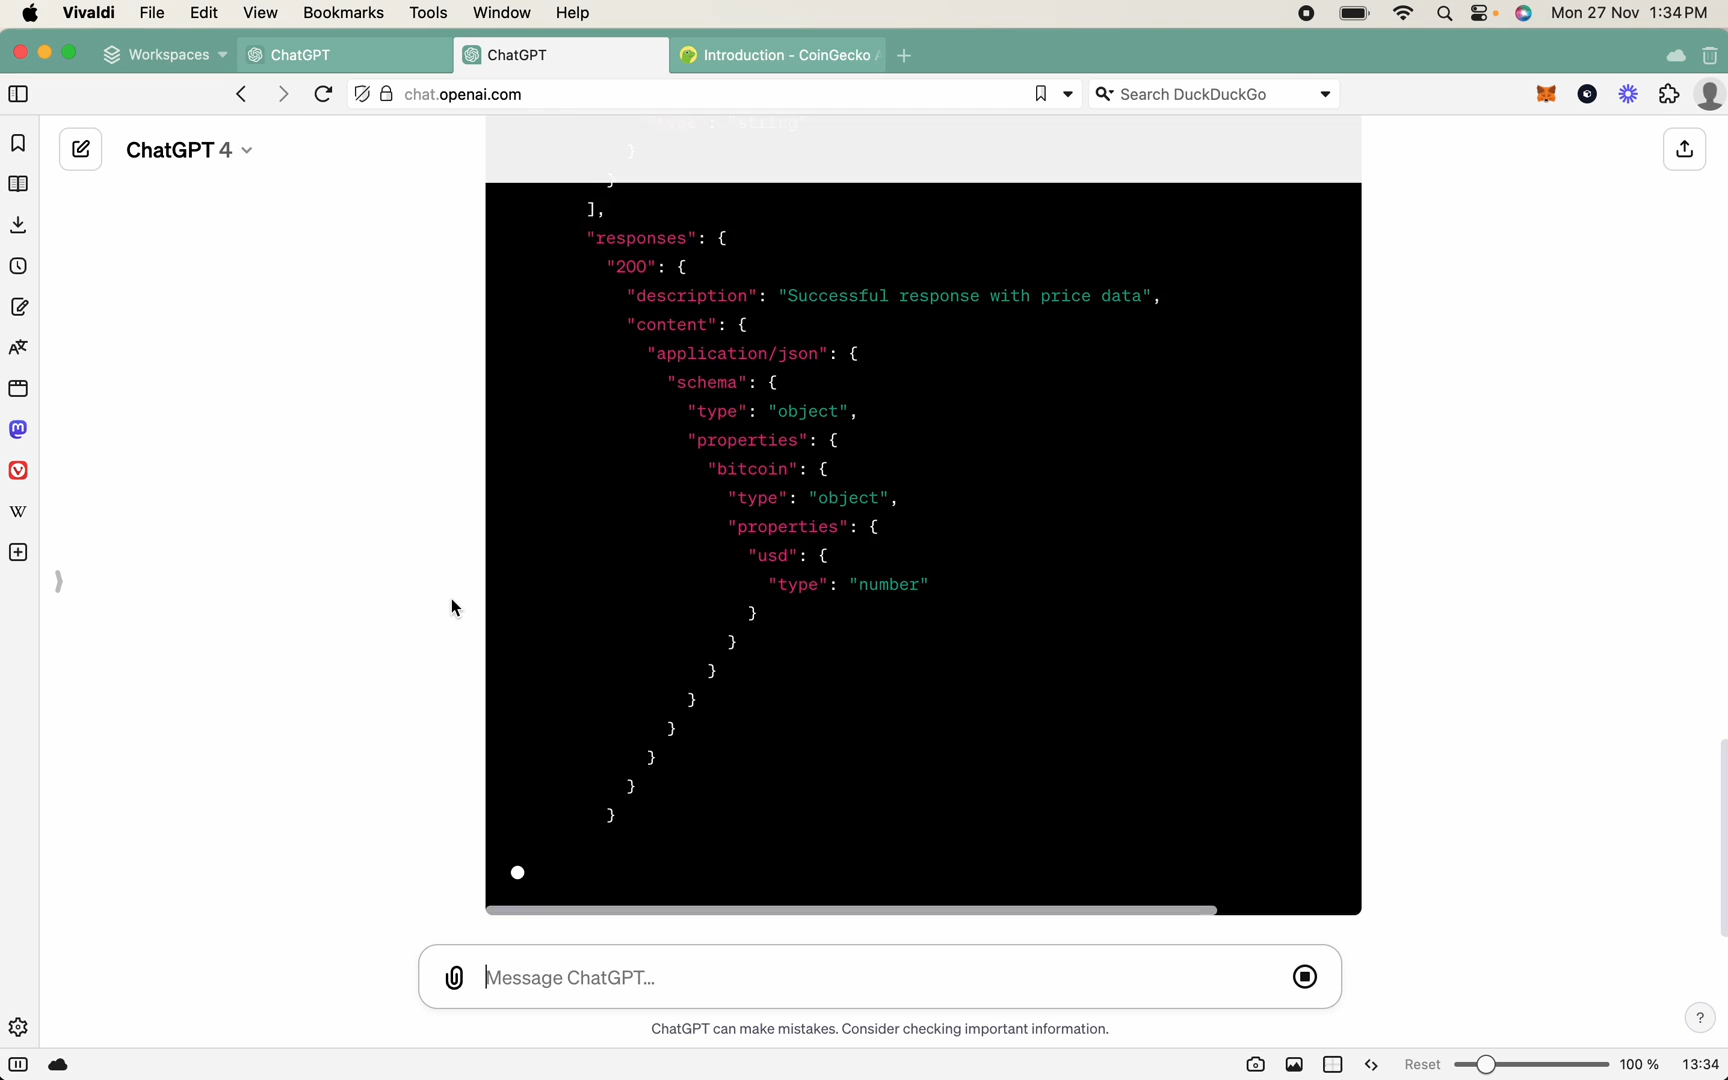 Vivaldi File Edit View Bookmarks Tools Window Help Mon 27 Nov 1:34 PM
Workspaces ChatGPT ChatGPT Introduction - CoinGecko
chat.openai.com Search DuckDuckGo
ChatGPT 4
"type": "string"
}
}
],
"responses": {
"200": {
"description": "Successful response with price data",
"content": {
"application/json": {
"schema": {
"type": "object",
"properties": {
"bitcoin": {
"type": "object",
"properties": {
"usd": {
"type": "number"
}
}
}
}
}
}
}
}
Message ChatGPT...
ChatGPT can make mistakes. Consider checking important information.
?
Reset 100 % 13:34